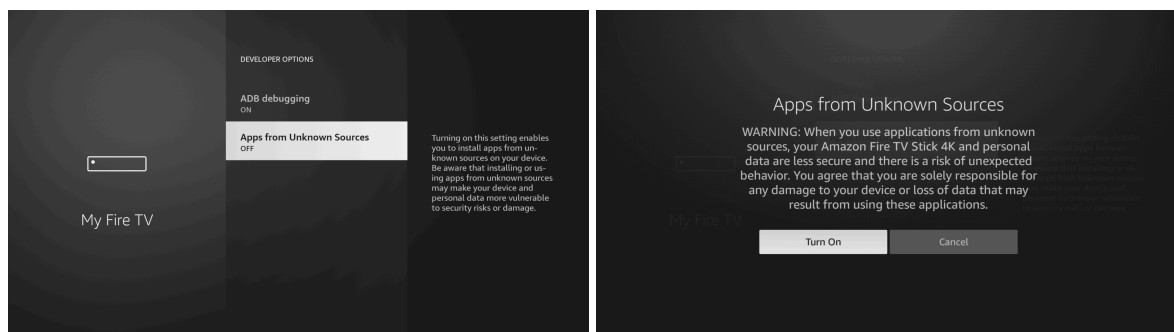 DEVELOPER OPTIONS
ADB debugging
ON
Apps from Unknown Sources
OFF
Turning on this setting enables
you to install apps from un-
known sources on your device.
Be aware that installing or us-
ing apps from unknown sources
may make your device and
personal data more vulnerable
to security risks or damage.
My Fire TV
DEVELOPER OPTIONS
Apps from Unknown Sources
WARNING: When you use applications from unknown
sources, your Amazon Fire TV Stick 4K and personal
data are less secure and there is a risk of unexpected
behavior. You agree that you are solely responsible for
any damage to your device or loss of data that may
result from using these applications.
My Fire TV
Turn On
Cancel